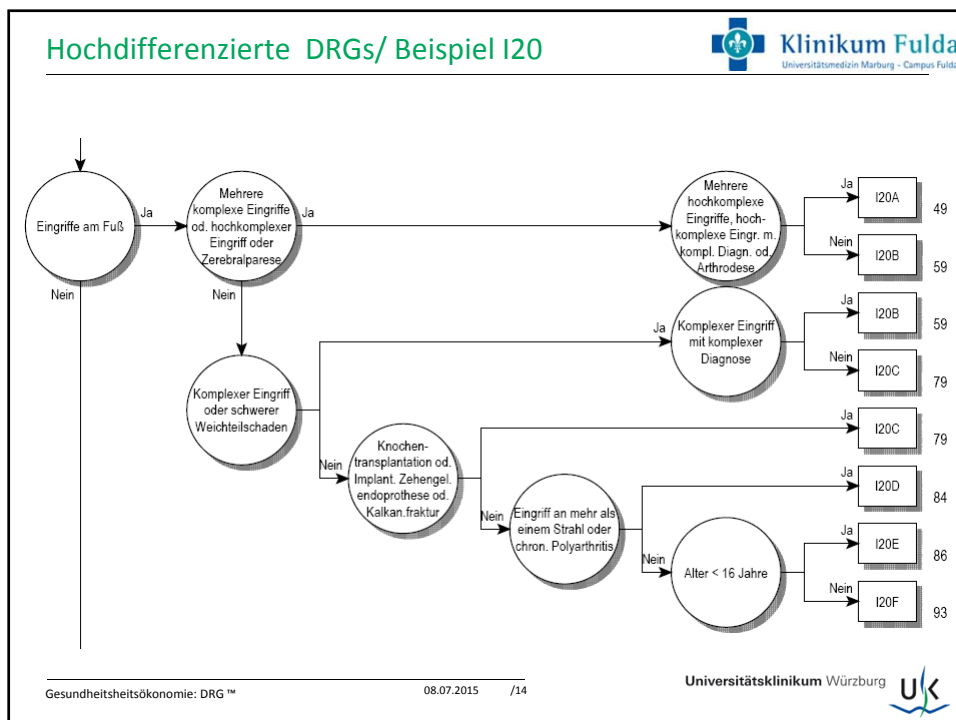 Hochdifferenzierte DRGs/ Beispiel I20
Klinikum Fulda
Universitätsmedizin Marburg - Campus Fulda
Eingriffe am Fuß
Ja
Nein
Mehrere
komplexe Eingriffe
od. hochkomplexer
Eingriff oder
Zerebralparese
Ja
Nein
Mehrere
hochkomplexe
Eingriffe, hoch-
komplexe Eingr. m.
kompl. Diagn. od.
Arthrodese
Ja
I20A
49
Nein
I20B
59
Komplexer Eingriff
oder schwerer
Weichteilschaden
Ja
Nein
Komplexer Eingriff
mit komplexer
Diagnose
Ja
I20B
59
Nein
I20C
79
Knochen-
transplantation od.
Implant. Zehengel.
endoprothese od.
Kalkan.fraktur
Ja
I20C
79
Nein
Eingriff an mehr als
einem Strahl oder
chron. Polyarthritis
Ja
I20D
84
Nein
Alter < 16 Jahre
Ja
I20E
86
Nein
I20F
93
Gesundheitsheitsökonomie: DRG ™
08.07.2015
/14
Universitätsklinikum Würzburg
UK